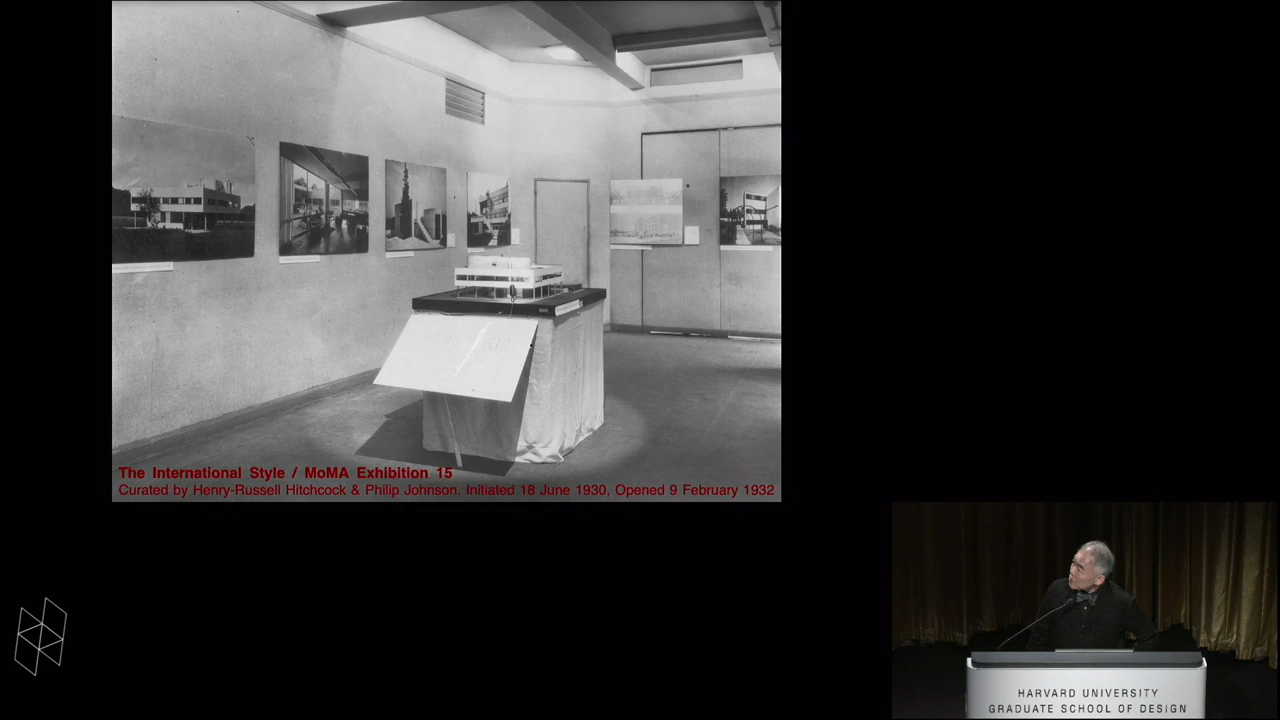 The International Style / MoMA Exhibition 15
Curated by Henry-Russell Hitchcock & Philip Johnson. Initiated 18 June 1930, Opened 9 February 1932
HARVARD UNIVERSITY
GRADUATE SCHOOL OF DESIGN